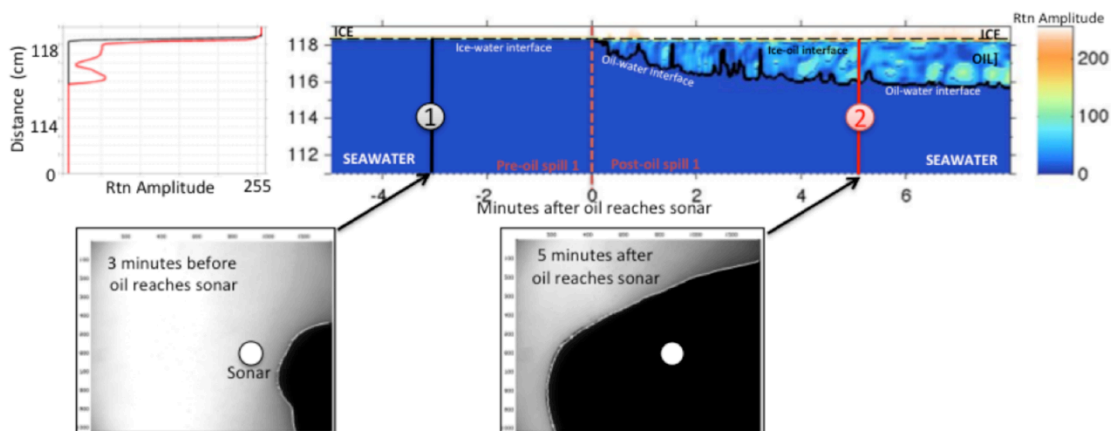 Rtn Amplitude
118
114
0
Distance (cm)
Rtn Amplitude
255
ICE
ICE
Ice-water interface
Ice-oil interface
OIL]
Oil-water interface
Oil-water interface
118
116
114
112
1
2
SEAWATER
Pre-oil spill 1
Post-oil spill 1
SEAWATER
-4
-2
0
2
4
6
Minutes after oil reaches sonar
200
100
0
3 minutes before
oil reaches sonar
Sonar
5 minutes after
oil reaches sonar